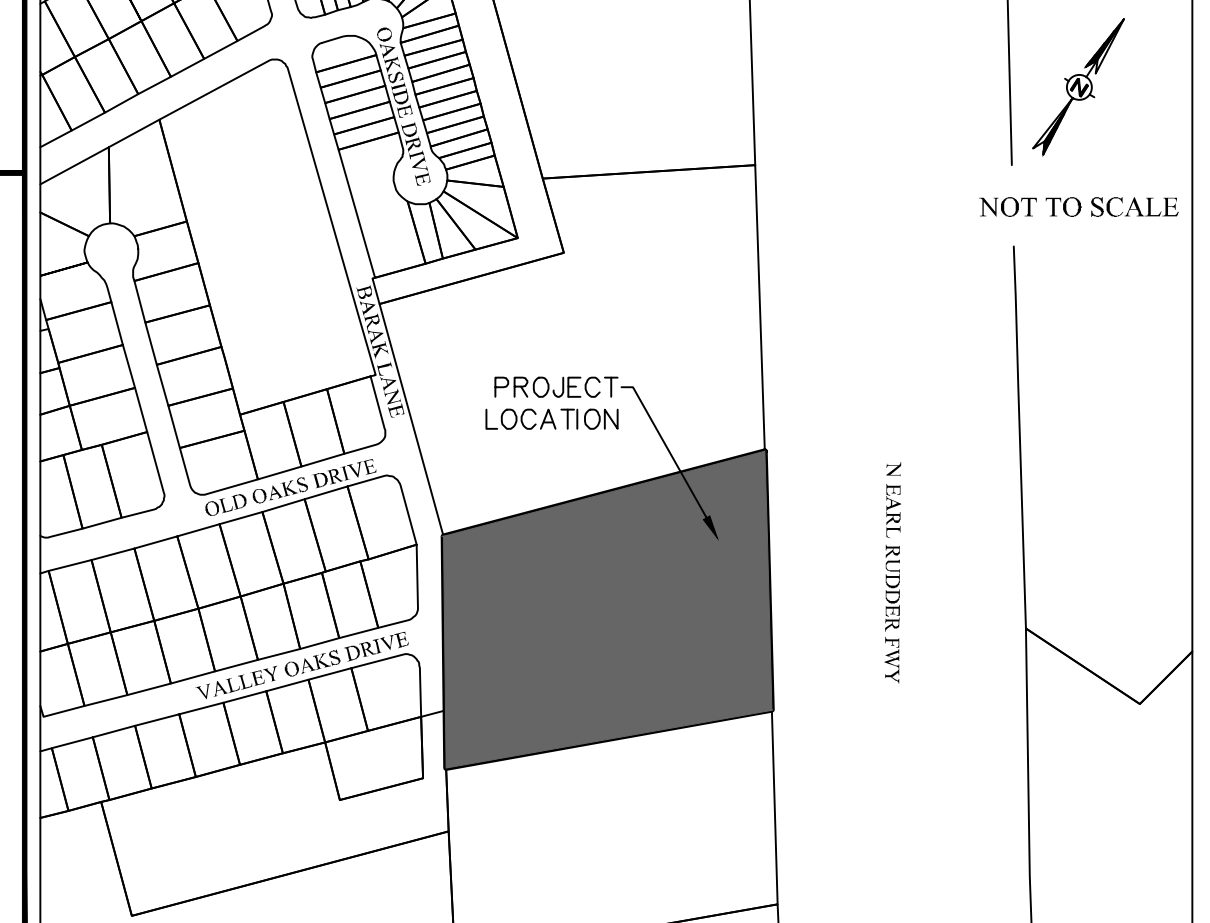 OAKSIDE DRIVE
N
NOT TO SCALE
BARAK LANE
PROJECT
LOCATION
OLD OAKS DRIVE
N EARL RUDDER FWY
VALLEY OAKS DRIVE